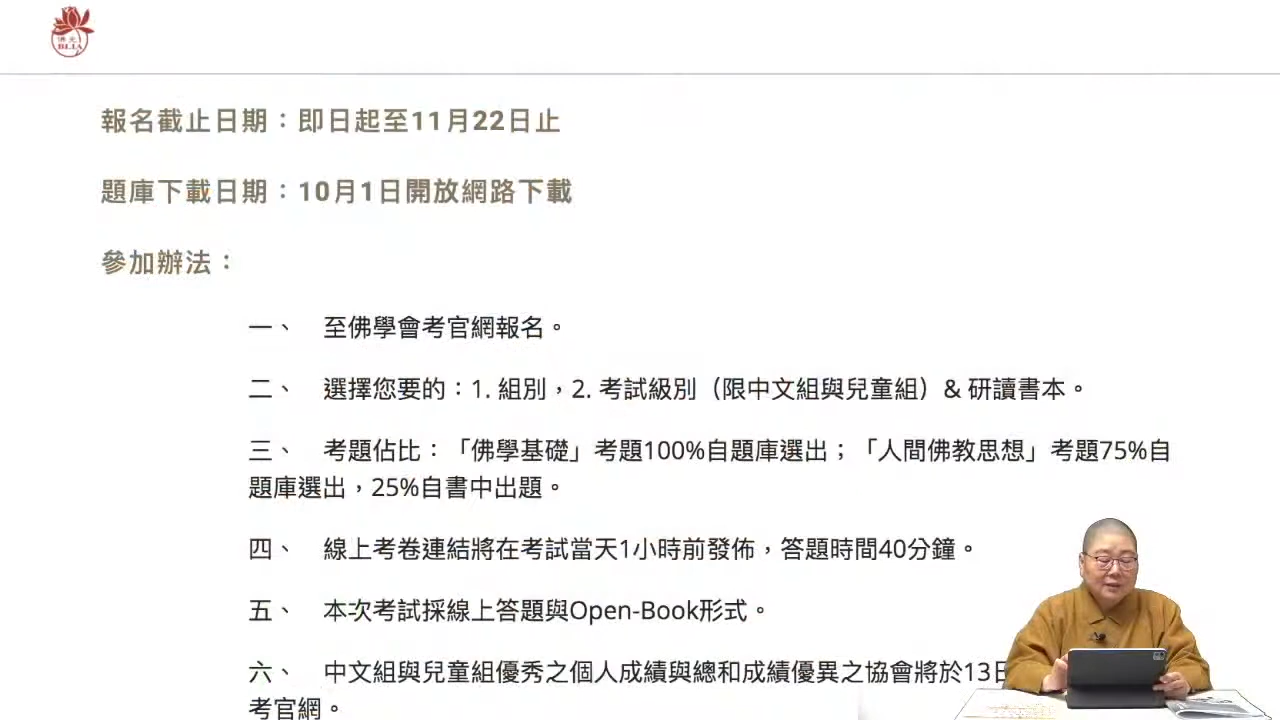 佛光
BLIA
報名截止日期：即日起至11月22日止
題庫下載日期：10月1日開放網路下載
參加辦法：
一、 至佛學會考官網報名。
二、 選擇您要的：1. 組別，2. 考試級別（限中文組與兒童組）& 研讀書本。
三、 考題佔比：「佛學基礎」考題100%自題庫選出；「人間佛教思想」考題75%自
題庫選出，25%自書中出題。
四、 線上考卷連結將在考試當天1小時前發佈，答題時間40分鐘。
五、 本次考試採線上答題與Open-Book形式。
六、 中文組與兒童組優秀之個人成績與總和成績優異之協會將於13日
考官網。